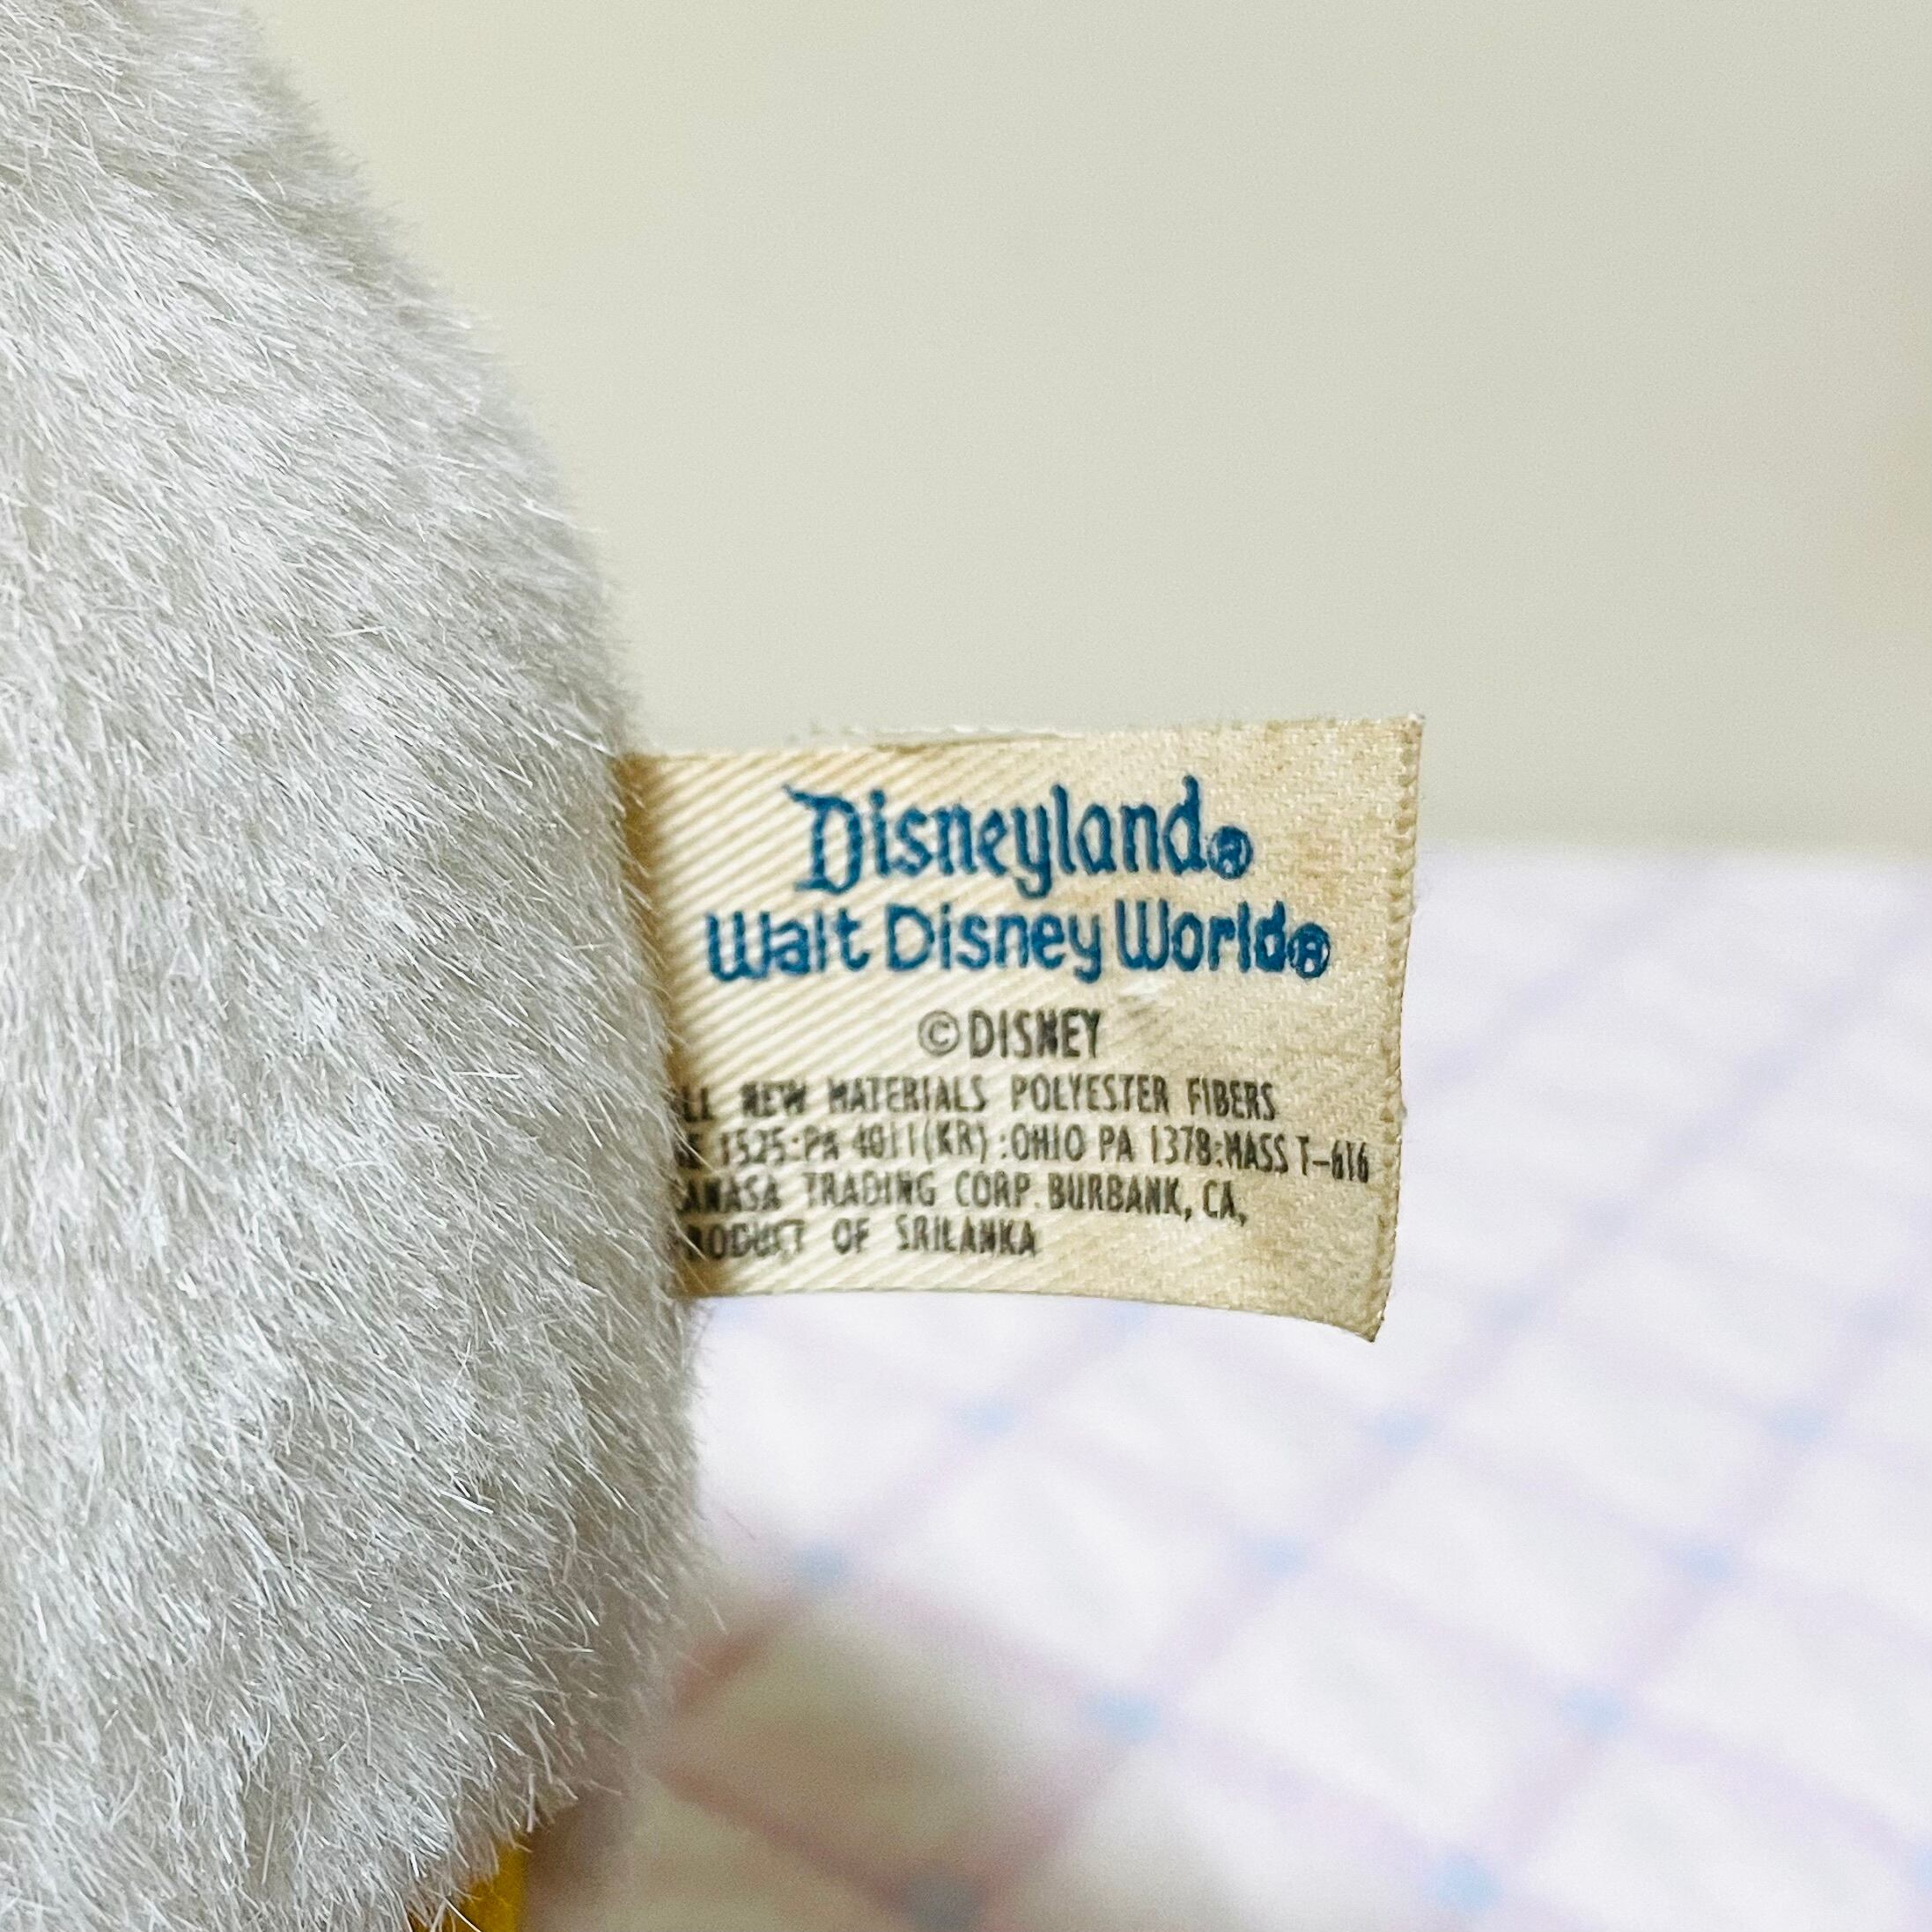 Disneyland®
Walt Disney World®
© DISNEY
LL NEW MATERIALS POLYESTER FIBERS
E 1525:PA 4011(KR) :OHIO PA 1378:MASS T-616
ANASA TRADING CORP. BURBANK, CA,
RODUCT OF SRILANKA